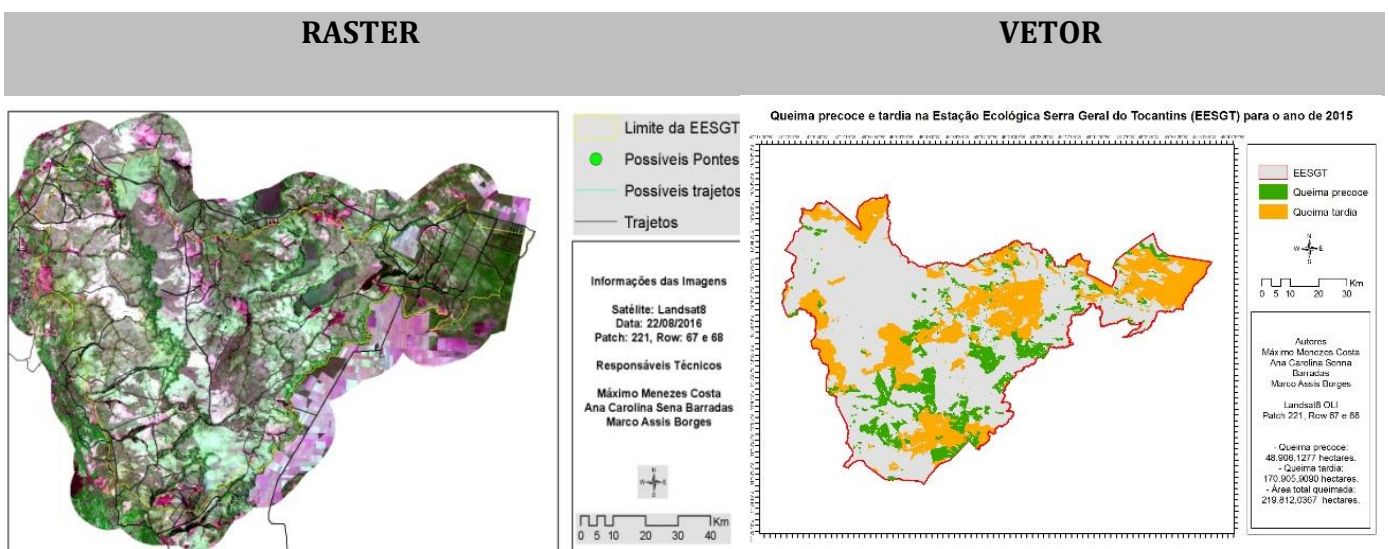 RASTER
VETOR
Limite da EESGT
Possíveis Pontes
Possíveis trajetos
Trajetos
Informações das Imagens
Satélite: Landsat8
Data: 22/08/2016
Patch: 221, Row: 67 e 68
Responsáveis Técnicos
Máximo Menezes Costa
Ana Carolina Sena Barradas
Marco Assis Borges
N
W E
S
Km
0 5 10 20 30 40
Queima precoce e tardia na Estação Ecológica Serra Geral do Tocantins (EESGT) para o ano de 2015
EESGT
Queima precoce
Queima tardia
N
W E
S
Km
0 5 10 20 30
Autores
Máximo Menezes Costa
Ana Carolina Senna
Barradas
Marco Assis Borges
Landsat8 OLI
Patch 221, Row 67 e 68
- Queima precoce:
48.906,1277 hectares.
- Queima tardia:
170.905,9090 hectares.
- Área total queimada:
219.812,0367 hectares.